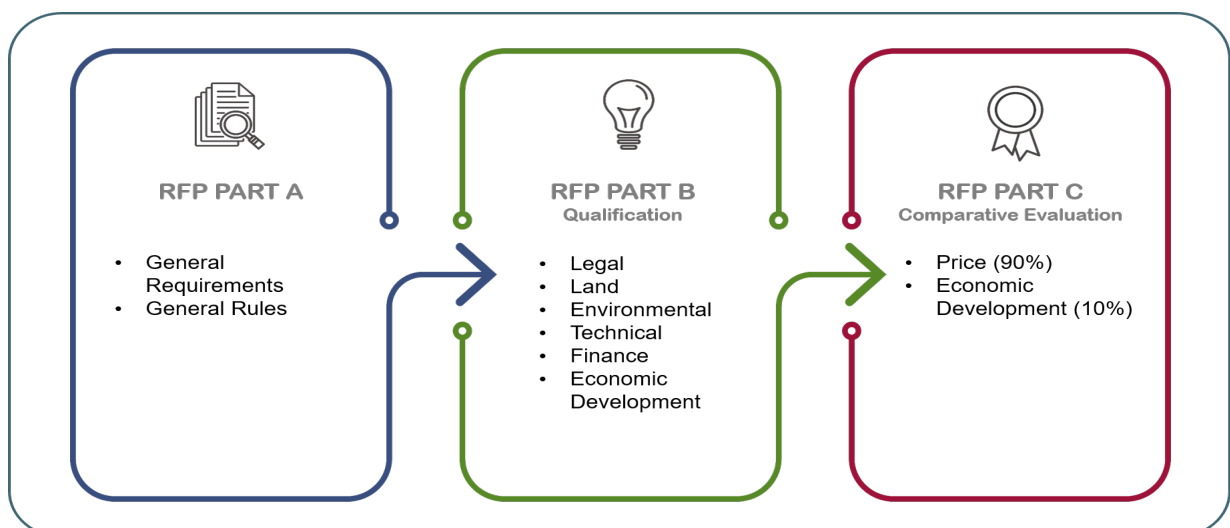 RFP PART A
• General
Requirements
• General Rules
RFP PART B
Qualification
• Legal
• Land
• Environmental
• Technical
• Finance
• Economic
Development
RFP PART C
Comparative Evaluation
• Price (90%)
• Economic
Development (10%)